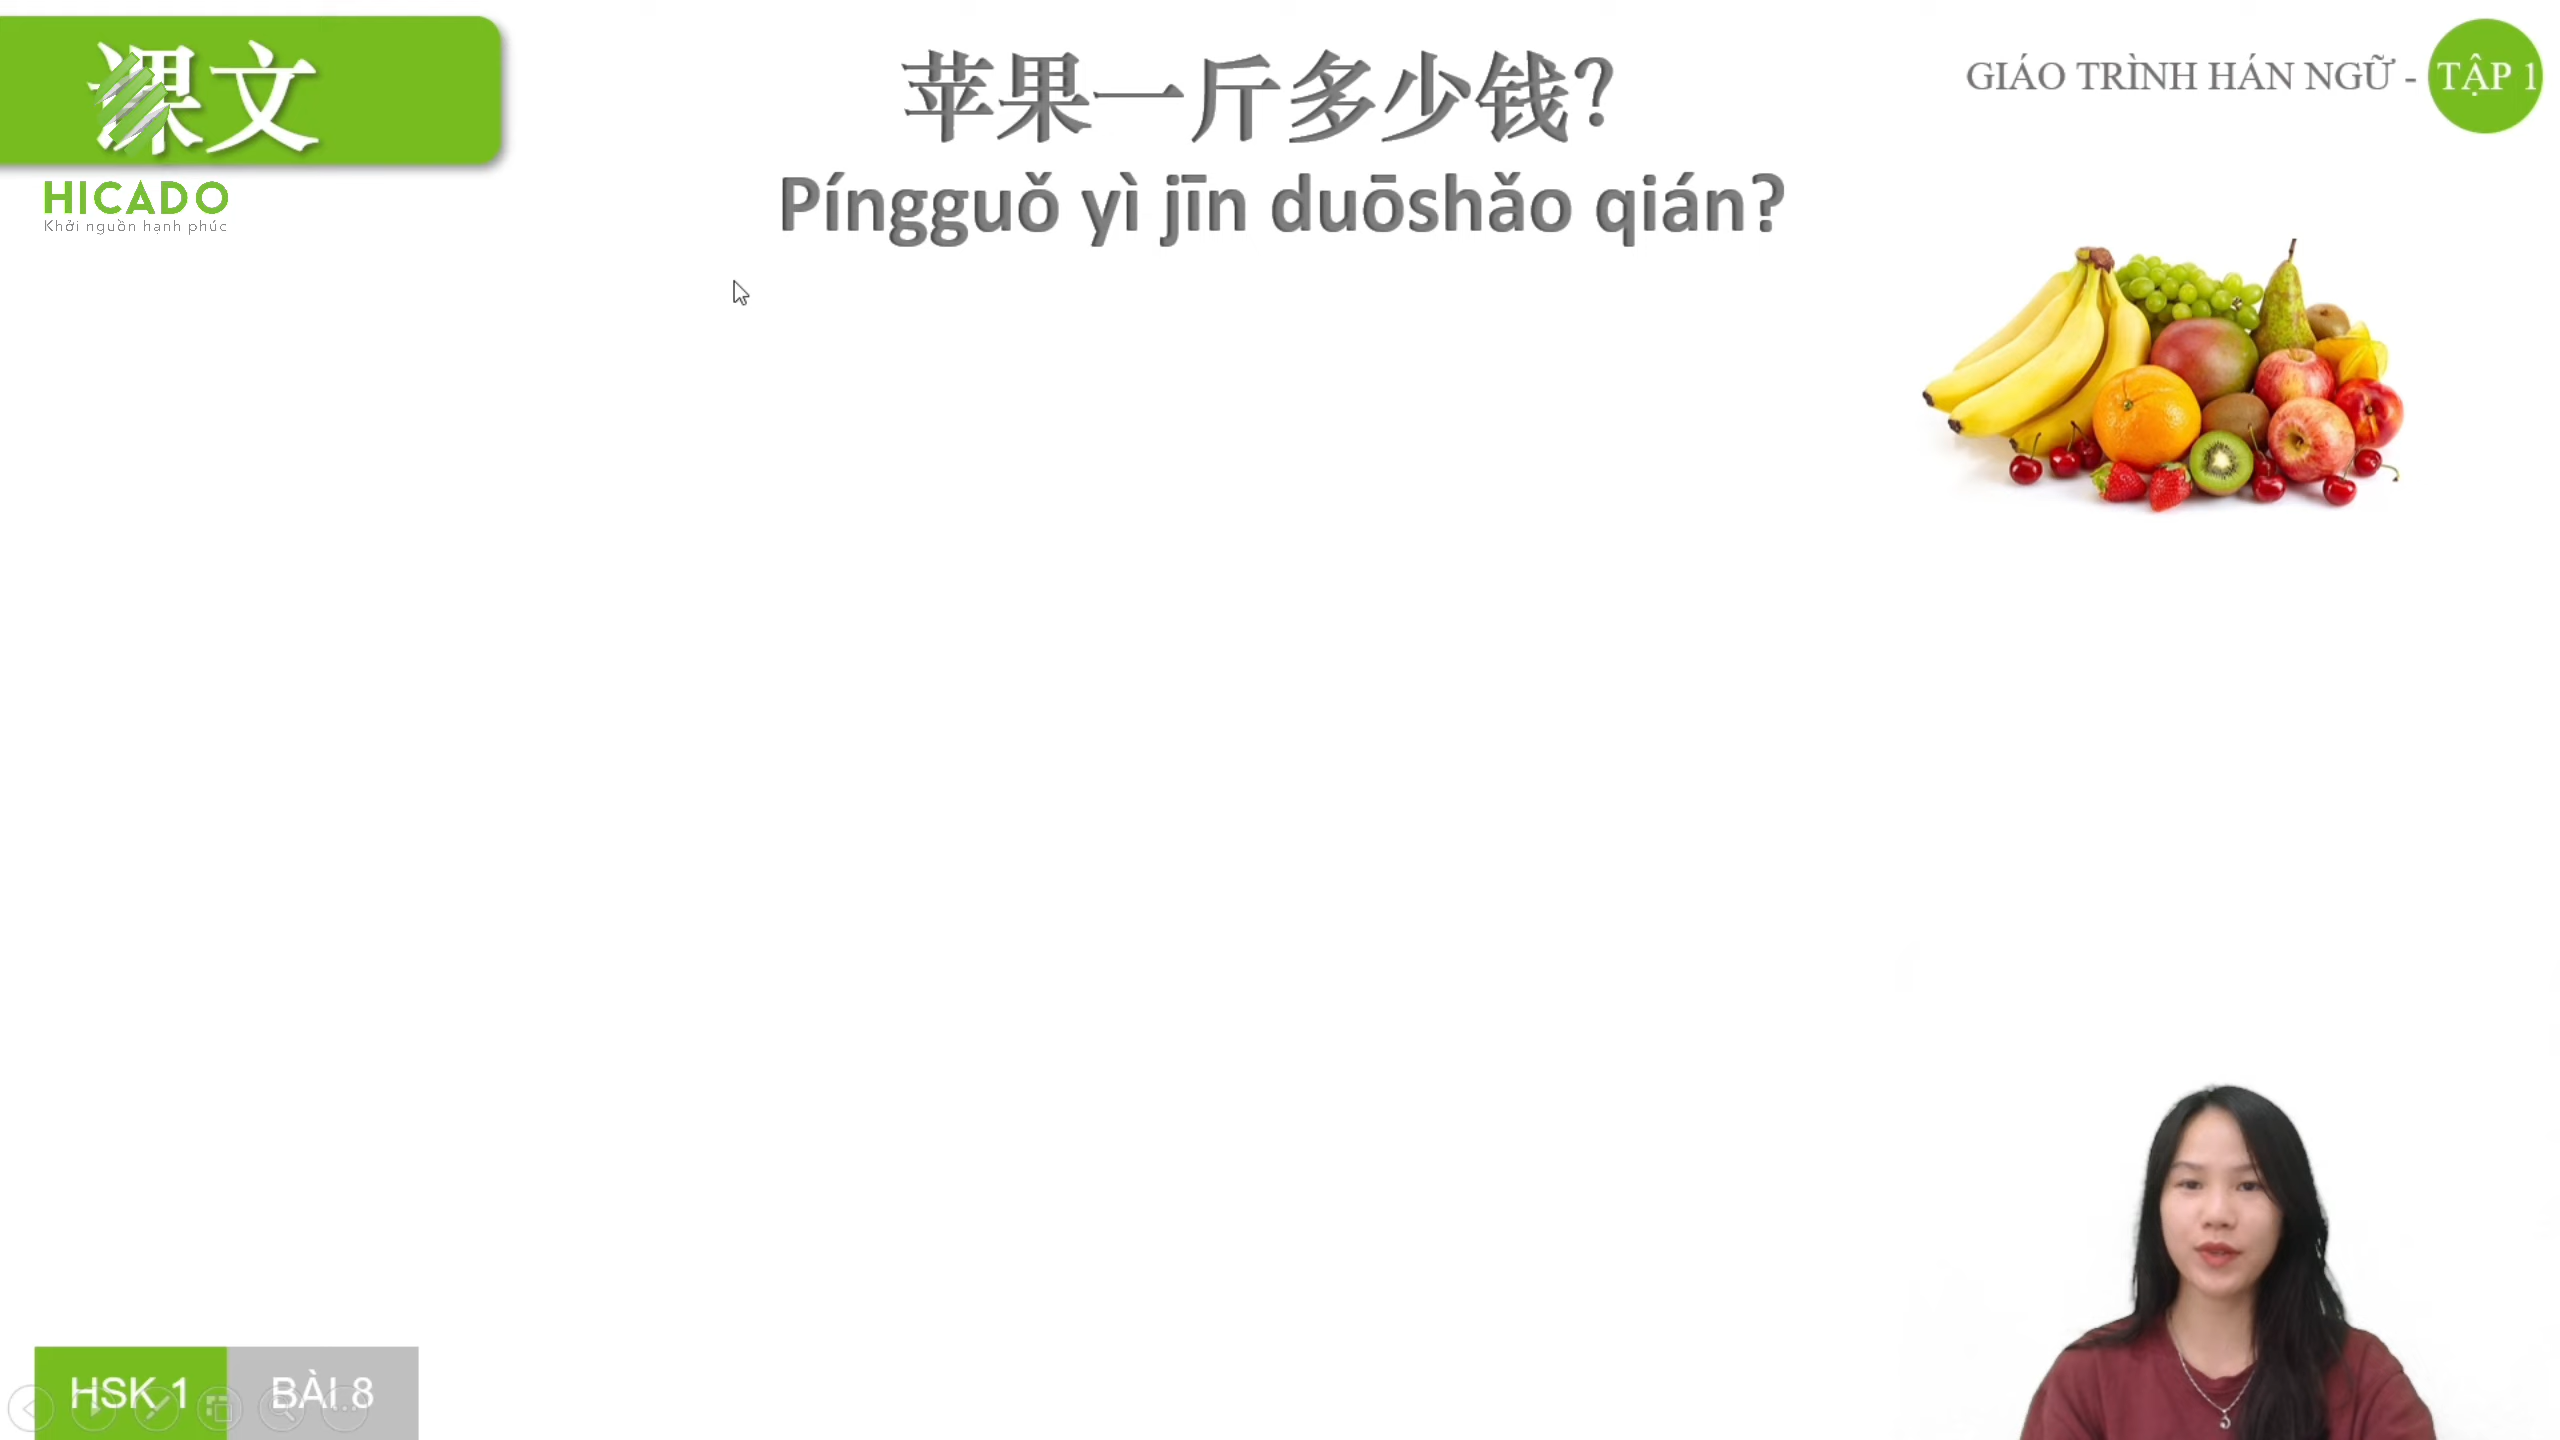 课文
苹果一斤多少钱?
Píngguǒ yì jīn duōshǎo qián?
GIÁO TRÌNH HÁN NGỮ - TẬP 1
HICADO
Khởi nguồn hạnh phúc
HSK 1
BÀI 8